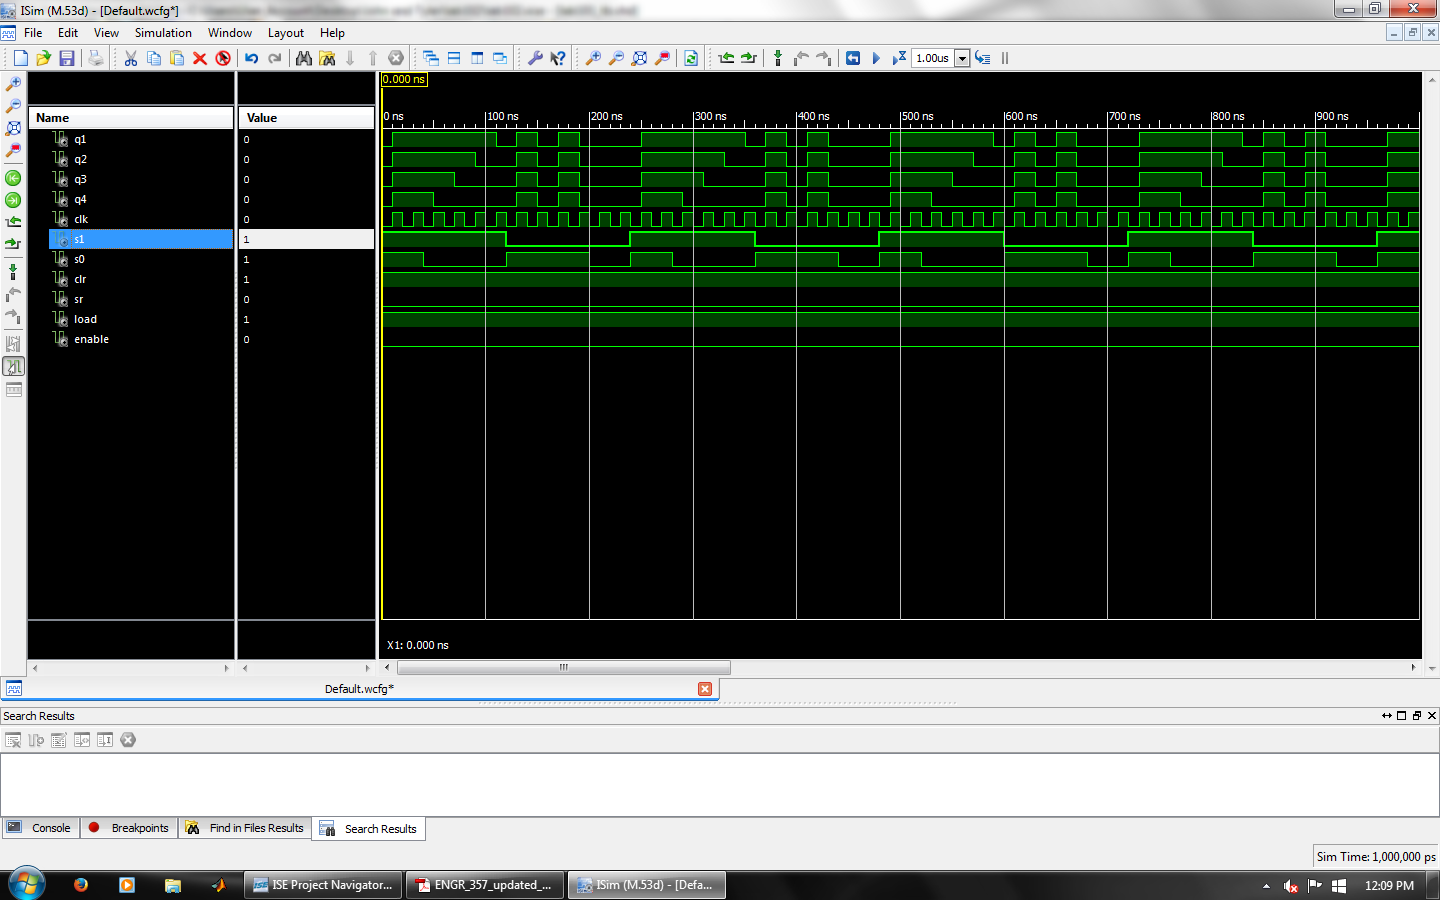 ISim (M.53d) - [Default.wcfg*]
File Edit View Simulation Window Layout Help
1.00us
0.000 ns
Name Value
0 ns 100 ns 200 ns 300 ns 400 ns 500 ns 600 ns 700 ns 800 ns 900 ns
q1 0
q2 0
q3 0
q4 0
clk 0
s1 1
s0 1
clr 1
sr 0
load 1
enable 0
X1: 0.000 ns
Default.wcfg*
Search Results
Console Breakpoints Find in Files Results Search Results
Sim Time: 1,000,000 ps
ISE Project Navigator... ENGR_357_updated_... ISim (M.53d) - [Defa... 12:09 PM